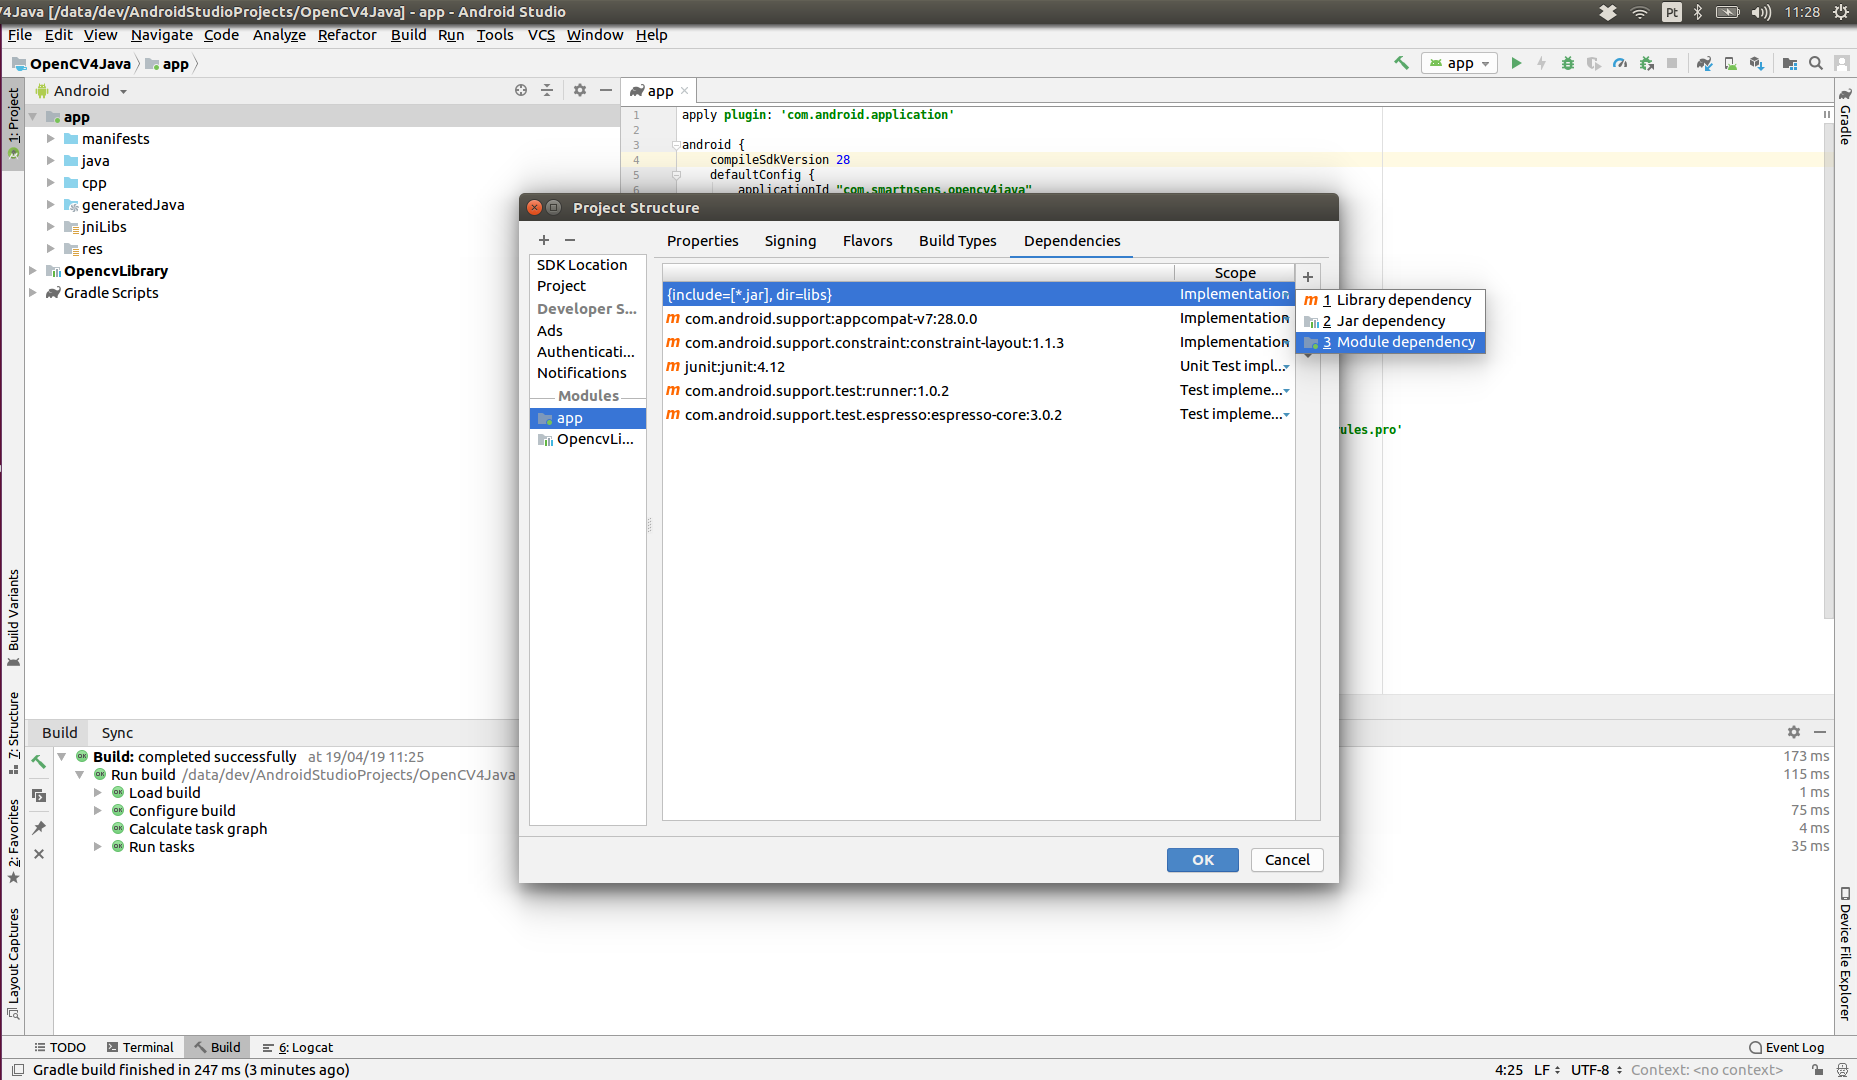 /4Java [/data/dev/AndroidStudioProjects/OpenCV4Java] - app - Android Studio
Pt 11:28
File Edit View Navigate Code Analyze Refactor Build Run Tools VCS Window Help
OpenCV4Java app
app
1: Project
Android
app
Gradle
app
manifests
java
cpp
generatedJava
jniLibs
res
OpencvLibrary
Gradle Scripts
1 apply plugin: 'com.android.application'
2
3 android {
4 compileSdkVersion 28
5 defaultConfig {
6 applicationId "com.smartnsens.opencv4java"
rules.pro'
Project Structure
SDK Location
Project
Developer S...
Ads
Authenticati...
Notifications
Modules
app
OpencvLi...
Properties Signing Flavors Build Types Dependencies
Scope
{include=[*.jar], dir=libs} Implementation
m com.android.support:appcompat-v7:28.0.0 Implementation
m com.android.support.constraint:constraint-layout:1.1.3 Implementation
m junit:junit:4.12 Unit Test impl...
m com.android.support.test:runner:1.0.2 Test impleme...
m com.android.support.test.espresso:espresso-core:3.0.2 Test impleme...
m 1 Library dependency
2 Jar dependency
3 Module dependency
OK Cancel
Build Variants
7: Structure
2: Favorites
Layout Captures
Build Sync
OK Build: completed successfully at 19/04/19 11:25 173 ms
OK Run build /data/dev/AndroidStudioProjects/OpenCV4Java 115 ms
OK Load build 1 ms
OK Configure build 75 ms
OK Calculate task graph 4 ms
OK Run tasks 35 ms
Device File Explorer
TODO Terminal Build 6: Logcat Event Log
Gradle build finished in 247 ms (3 minutes ago) 4:25 LF UTF-8 Context: <no context>